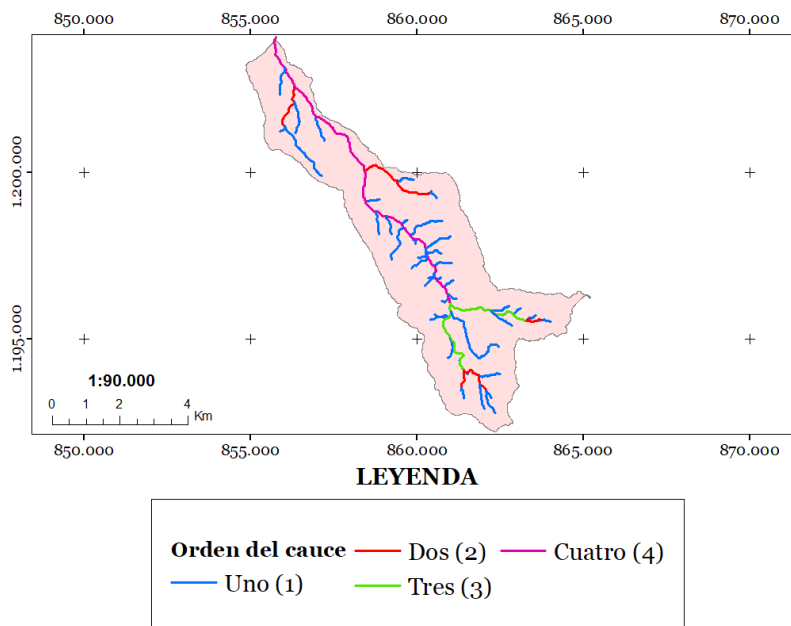 850.000 855.000 860.000 865.000 870.000
1.200.000
1.195.000
1:90.000
0 2 4
Km
850.000 855.000 860.000 865.000 870.000
LEYENDA
Orden del cauce
Dos (2)
Cuatro (4)
Uno (1)
Tres (3)